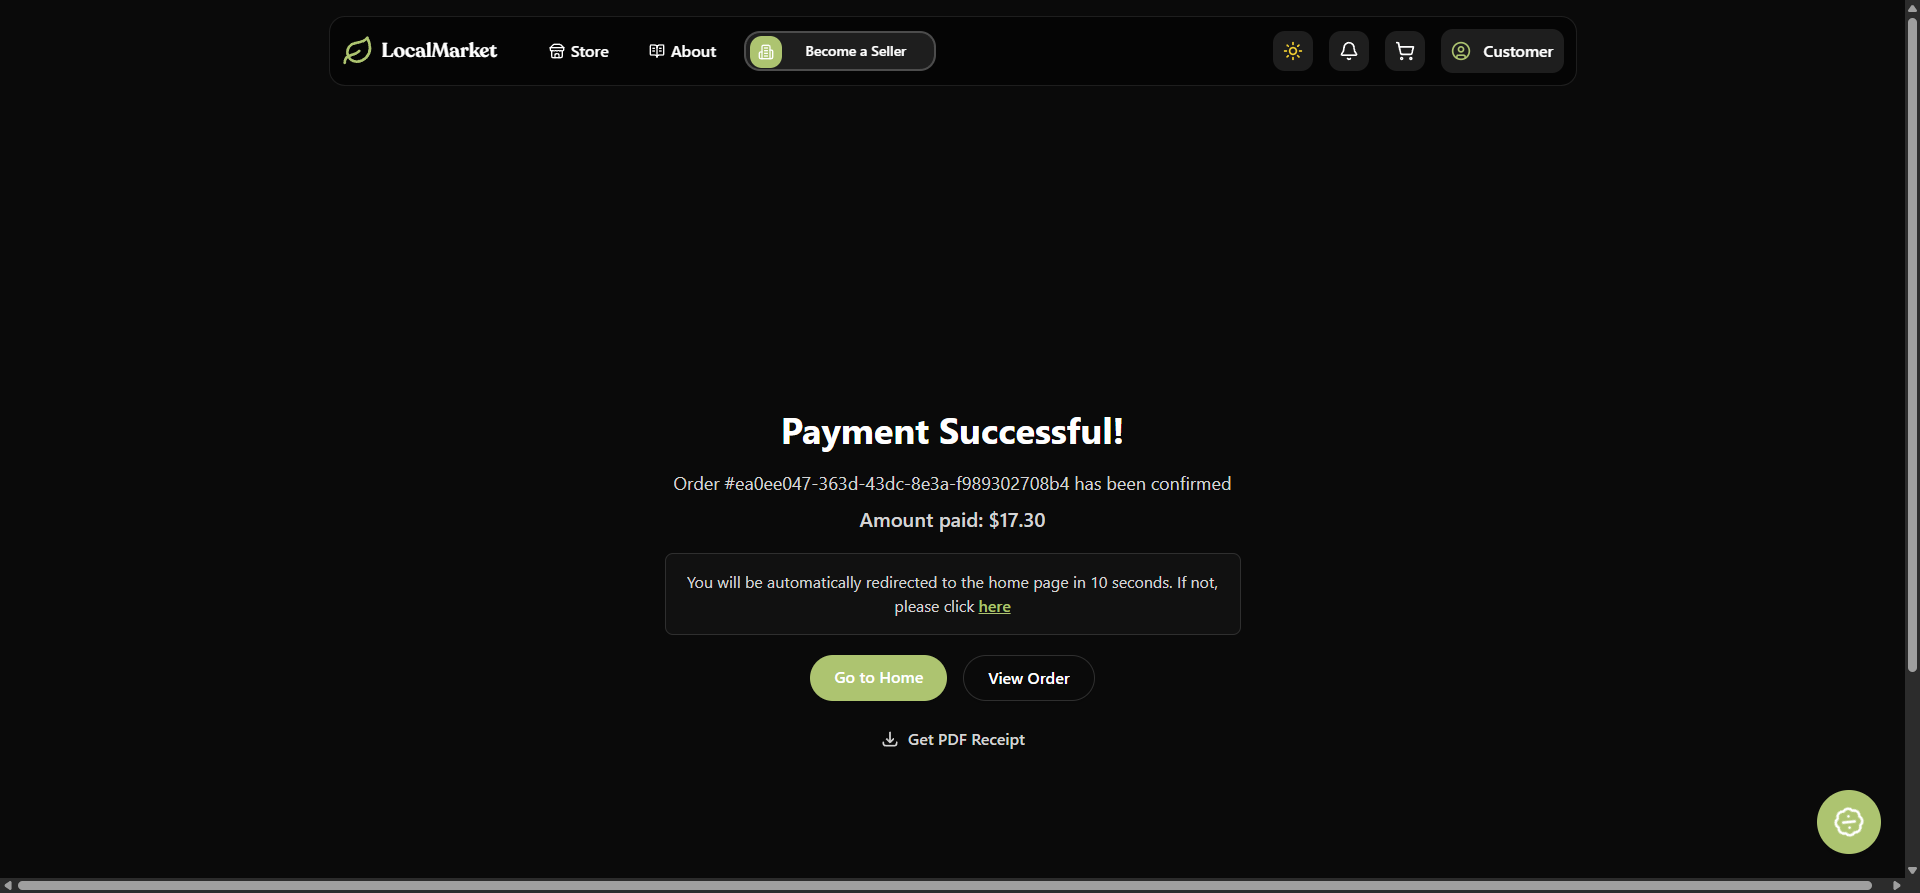 LocalMarket
Store
About
Become a Seller
Customer
Payment Successful!
Order #ea0ee047-363d-43dc-8e3a-f989302708b4 has been confirmed
Amount paid: $17.30
You will be automatically redirected to the home page in 10 seconds. If not,
please click here
Go to Home
View Order
Get PDF Receipt